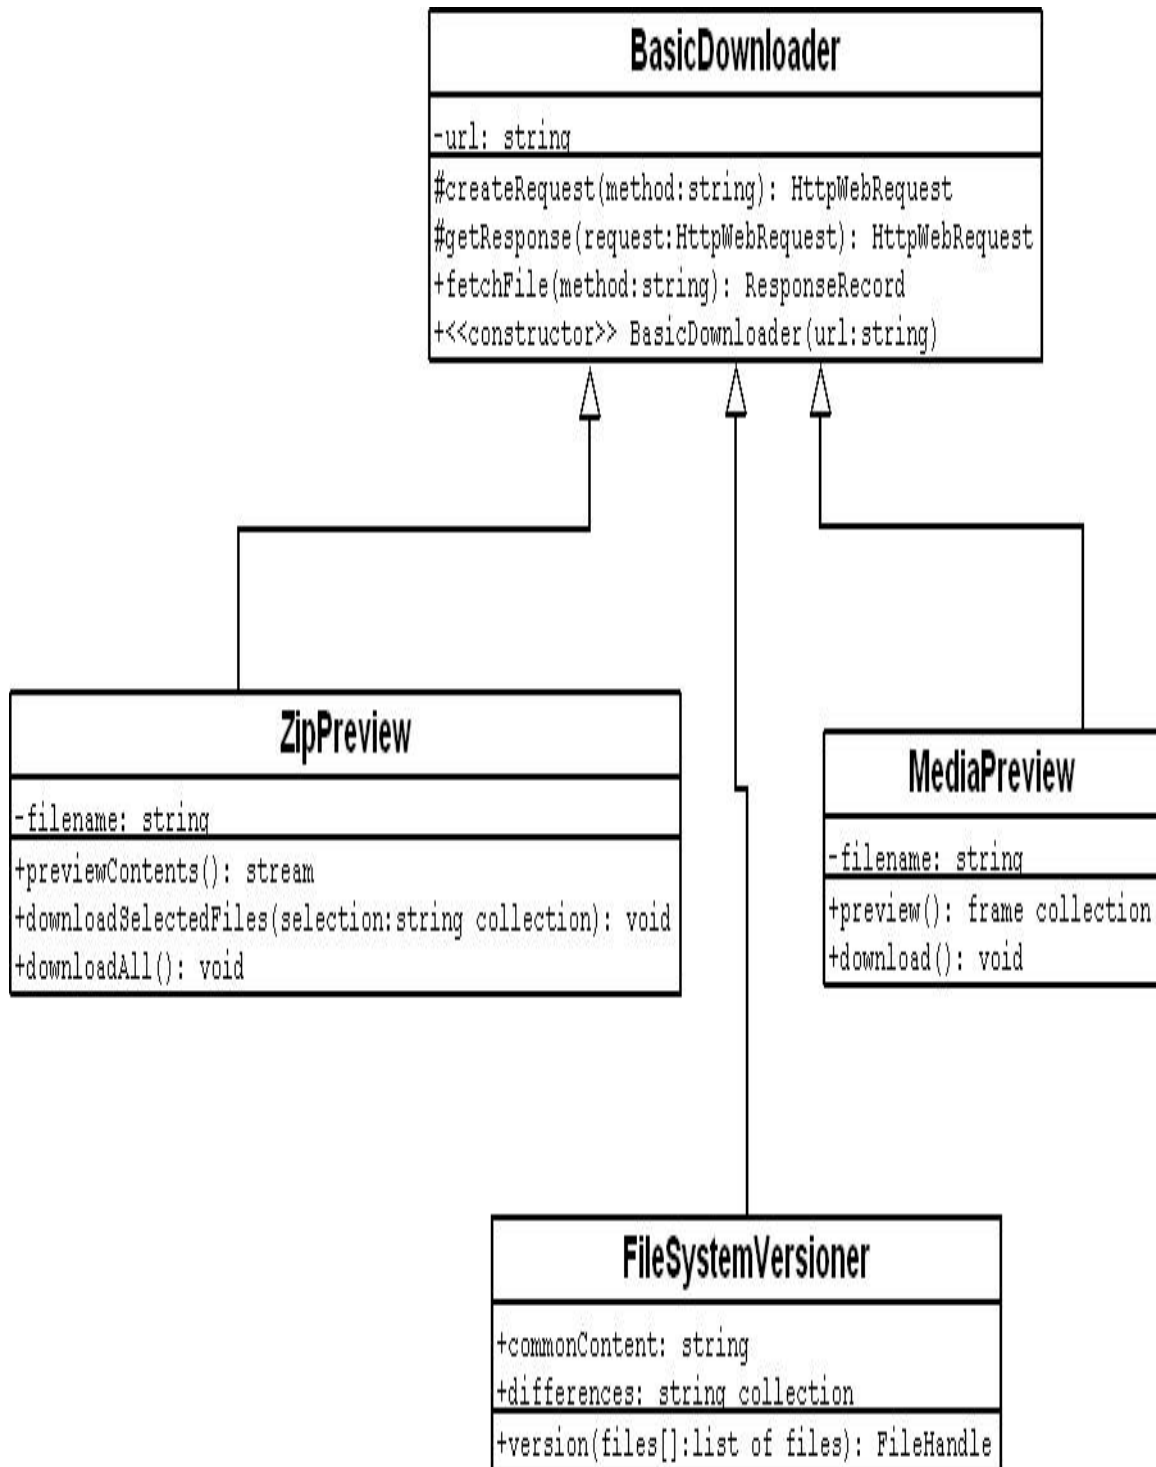 BasicDownloader
-url: string
#createRequest(method:string): HttpWebRequest
#getResponse(request:HttpWebRequest): HttpWebRequest
+fetchFile(method:string): ResponseRecord
+<<constructor>> BasicDownloader(url:string)
ZipPreview
-filename: string
+previewContents(): stream
+downloadSelectedFiles(selection:string collection): void
+downloadAll(): void
MediaPreview
-filename: string
+preview(): frame collection
+download(): void
FileSystemVersioner
+commonContent: string
+differences: string collection
+version(files[]:list of files): FileHandle